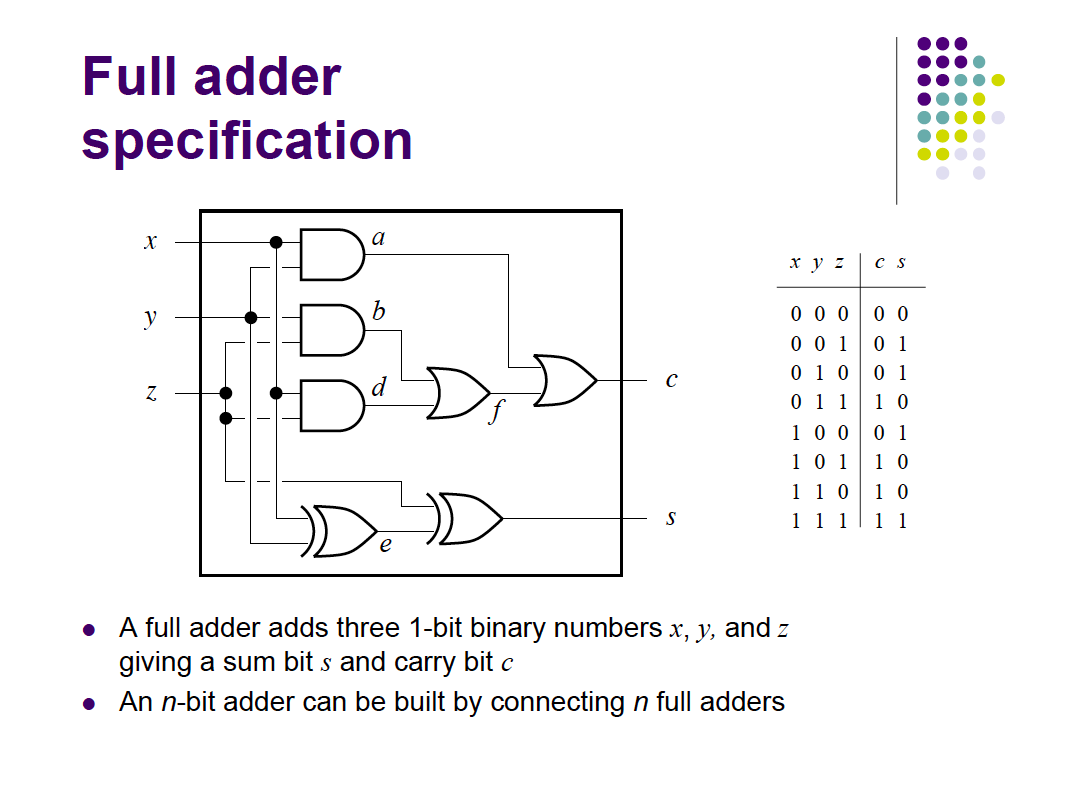 Full adder
specification
x
y
z
a
b
d
f
e
c
s
x y z c s
0 0 0 0 0
0 0 1 0 1
0 1 0 0 1
0 1 1 1 0
1 0 0 0 1
1 0 1 1 0
1 1 0 1 0
1 1 1 1 1
● A full adder adds three 1-bit binary numbers x, y, and z
giving a sum bit s and carry bit c
● An n-bit adder can be built by connecting n full adders